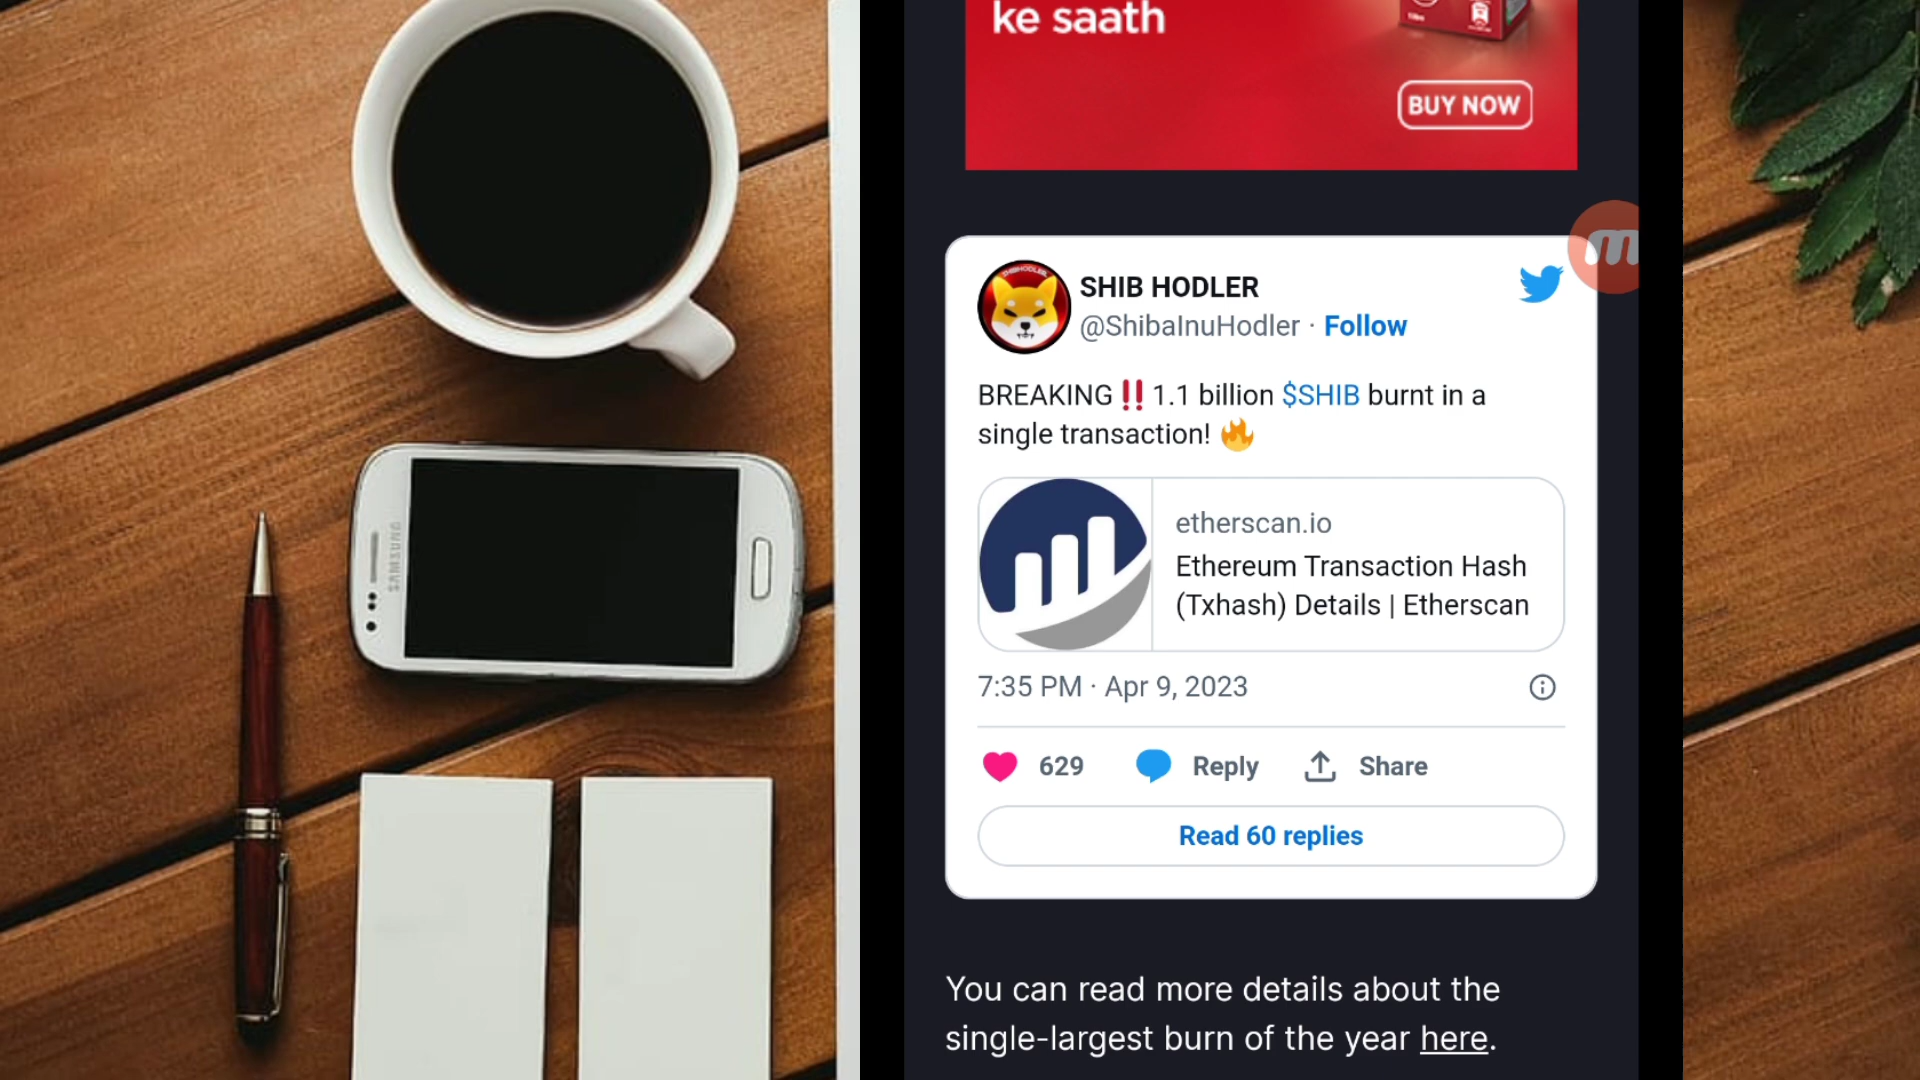 ke saath
BUY NOW
SHIB HODLER
@ShibaInuHodler · Follow
BREAKING‼️ 1.1 billion $SHIB burnt in a
single transaction! 🔥
etherscan.io
Ethereum Transaction Hash
(Txhash) Details | Etherscan
7:35 PM · Apr 9, 2023
629 Reply Share
Read 60 replies
You can read more details about the
single-largest burn of the year here.
SAMSUNG